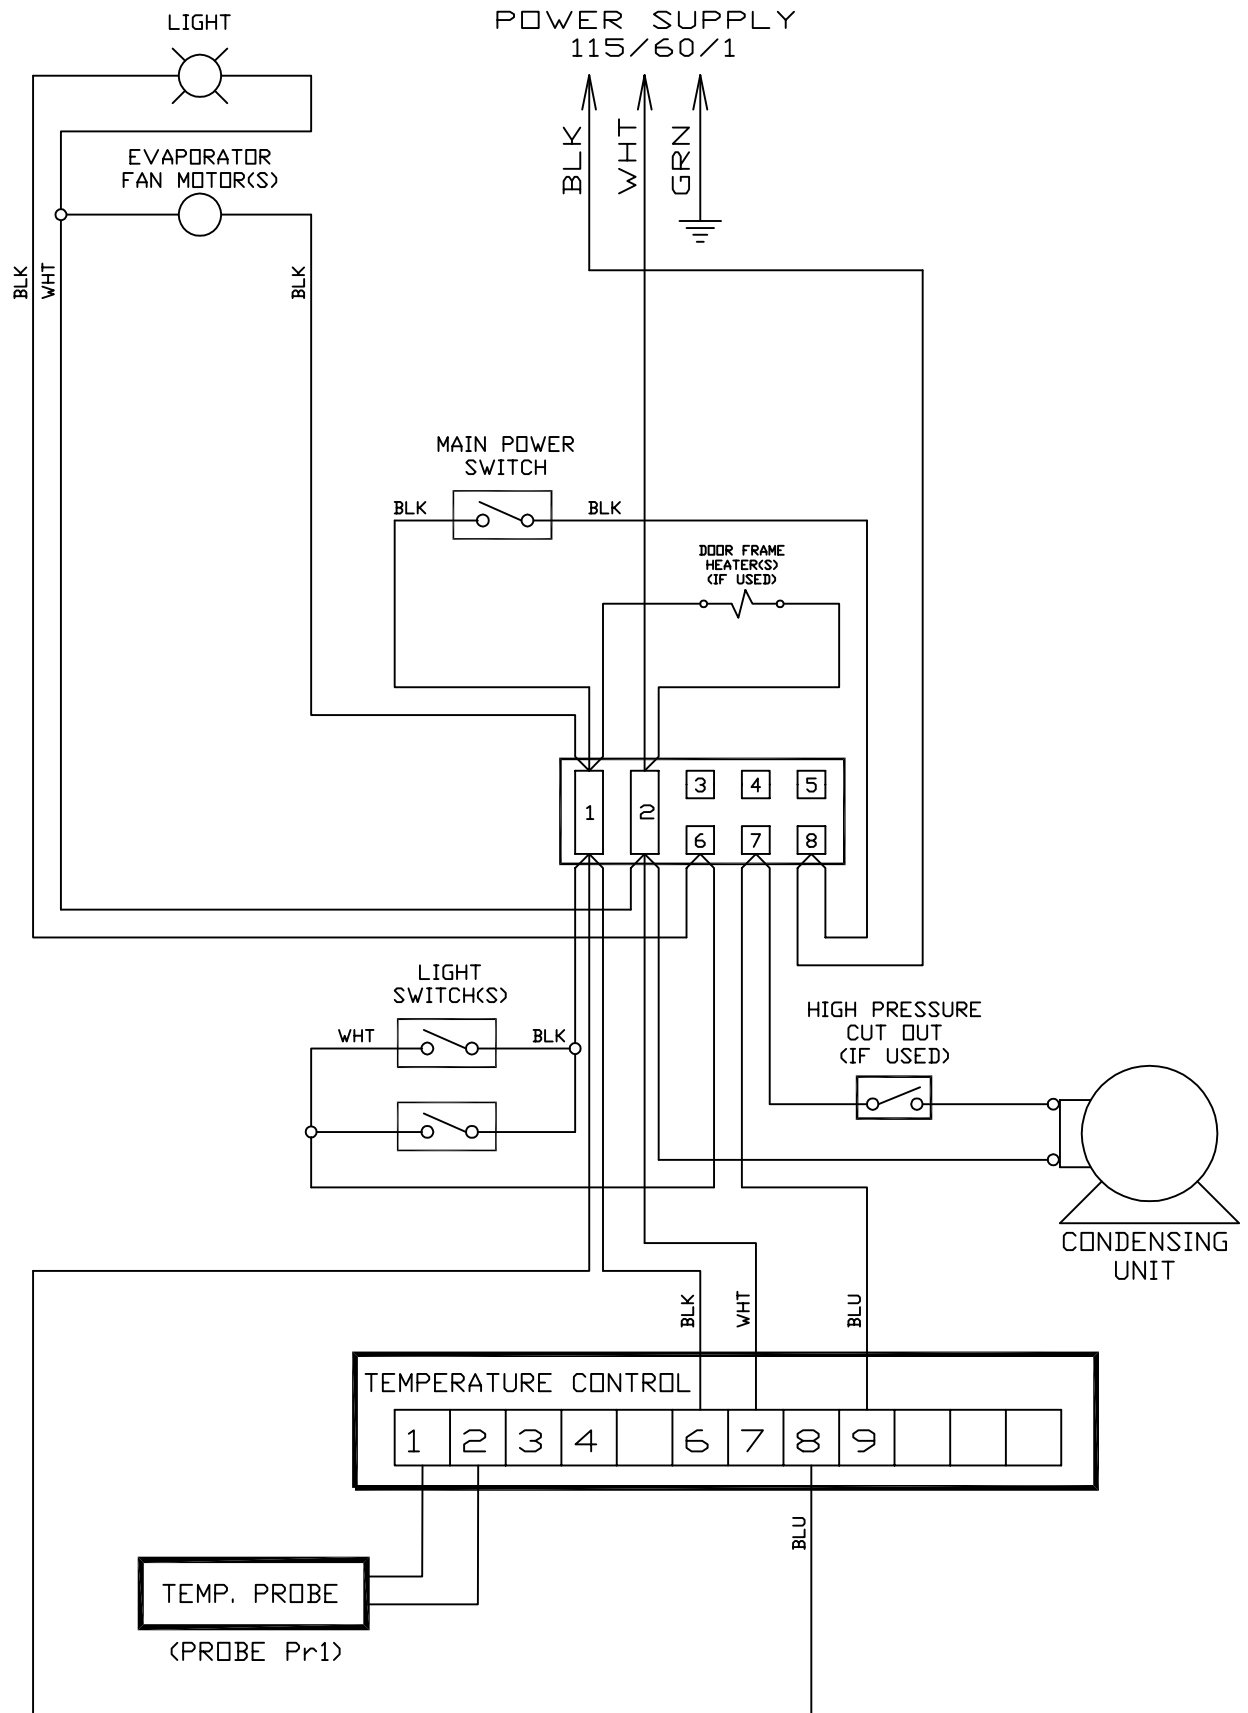 LIGHT
POWER SUPPLY
115/60/1
BLK
WHT
GRN
EVAPORATOR
FAN MOTOR(S)
BLK
WHT
BLK
MAIN POWER
SWITCH
BLK
BLK
DOOR FRAME
HEATER(S)
(IF USED)
1
2
3
4
5
6
7
8
LIGHT
SWITCH(S)
WHT
BLK
HIGH PRESSURE
CUT OUT
(IF USED)
CONDENSING
UNIT
BLK
WHT
BLU
TEMPERATURE CONTROL
1 2 3 4 6 7 8 9
BLU
TEMP. PROBE
(PROBE Pr1)